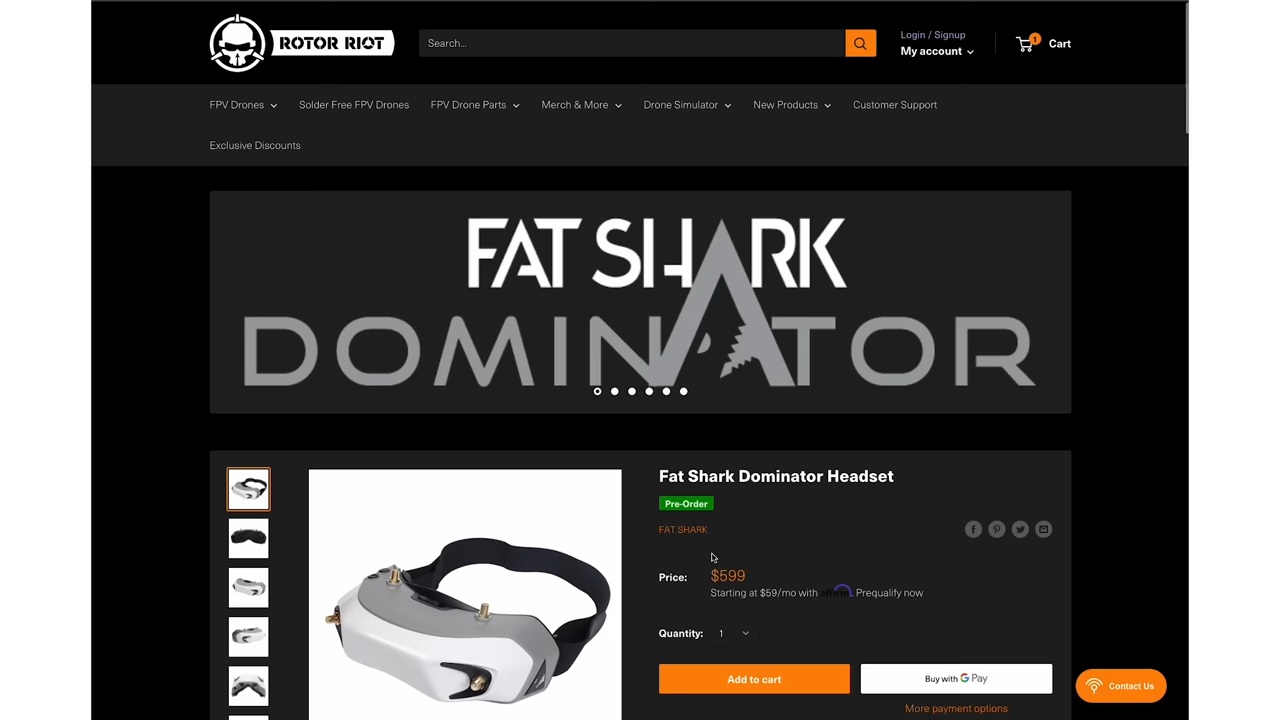 ROTOR RIOT
Search...
Login / Signup
My account
1
Cart
FPV Drones
Solder Free FPV Drones
FPV Drone Parts
Merch & More
Drone Simulator
New Products
Customer Support
Exclusive Discounts
FAT SHARK
DOMINATOR
Fat Shark Dominator Headset
Pre-Order
FAT SHARK
Price: $599
Starting at $59/mo with affirm. Prequalify now
Quantity: 1
Add to cart
Buy with G Pay
More payment options
Contact Us